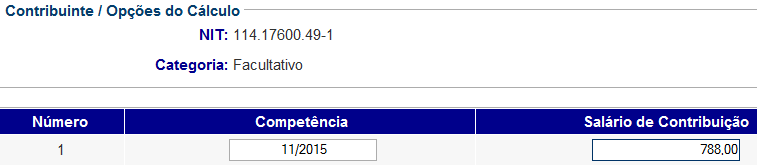 Contribuinte / Opções do Cálculo
NIT: 114.17600.49-1
Categoria: Facultativo
Número Competência Salário de Contribuição
1 11/2015 788,00